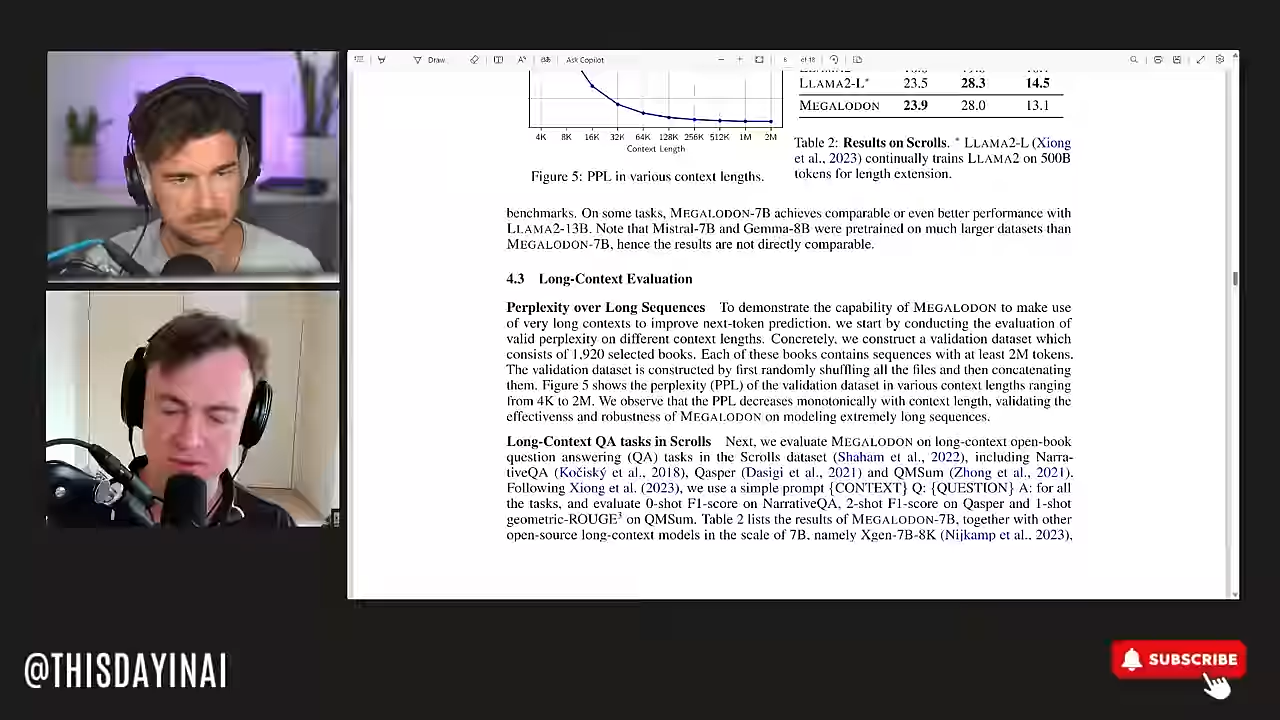 Draw
Ask Copilot
6 of 18
LLAMA2-L* 23.5 28.3 14.5
MEGALODON 23.9 28.0 13.1
4K 8K 16K 32K 64K 128K 256K 512K 1M 2M
Context Length
Figure 5: PPL in various context lengths.
Table 2: Results on Scrolls. * LLAMA2-L (Xiong
et al., 2023) continually trains LLAMA2 on 500B
tokens for length extension.
benchmarks. On some tasks, MEGALODON-7B achieves comparable or even better performance with
LLAMA2-13B. Note that Mistral-7B and Gemma-8B were pretrained on much larger datasets than
MEGALODON-7B, hence the results are not directly comparable.
4.3 Long-Context Evaluation
Perplexity over Long Sequences To demonstrate the capability of MEGALODON to make use
of very long contexts to improve next-token prediction, we start by conducting the evaluation of
valid perplexity on different context lengths. Concretely, we construct a validation dataset which
consists of 1,920 selected books. Each of these books contains sequences with at least 2M tokens.
The validation dataset is constructed by first randomly shuffling all the files and then concatenating
them. Figure 5 shows the perplexity (PPL) of the validation dataset in various context lengths ranging
from 4K to 2M. We observe that the PPL decreases monotonically with context length, validating the
effectivenss and robustness of MEGALODON on modeling extremely long sequences.
Long-Context QA tasks in Scrolls Next, we evaluate MEGALODON on long-context open-book
question answering (QA) tasks in the Scrolls dataset (Shaham et al., 2022), including Narra-
tiveQA (Kočiský et al., 2018), Qasper (Dasigi et al., 2021) and QMSum (Zhong et al., 2021).
Following Xiong et al. (2023), we use a simple prompt {CONTEXT} Q: {QUESTION} A: for all
the tasks, and evaluate 0-shot F1-score on NarrativeQA, 2-shot F1-score on Qasper and 1-shot
geometric-ROUGE³ on QMSum. Table 2 lists the results of MEGALODON-7B, together with other
open-source long-context models in the scale of 7B, namely Xgen-7B-8K (Nijkamp et al., 2023),
@THISDAYINAI
SUBSCRIBE